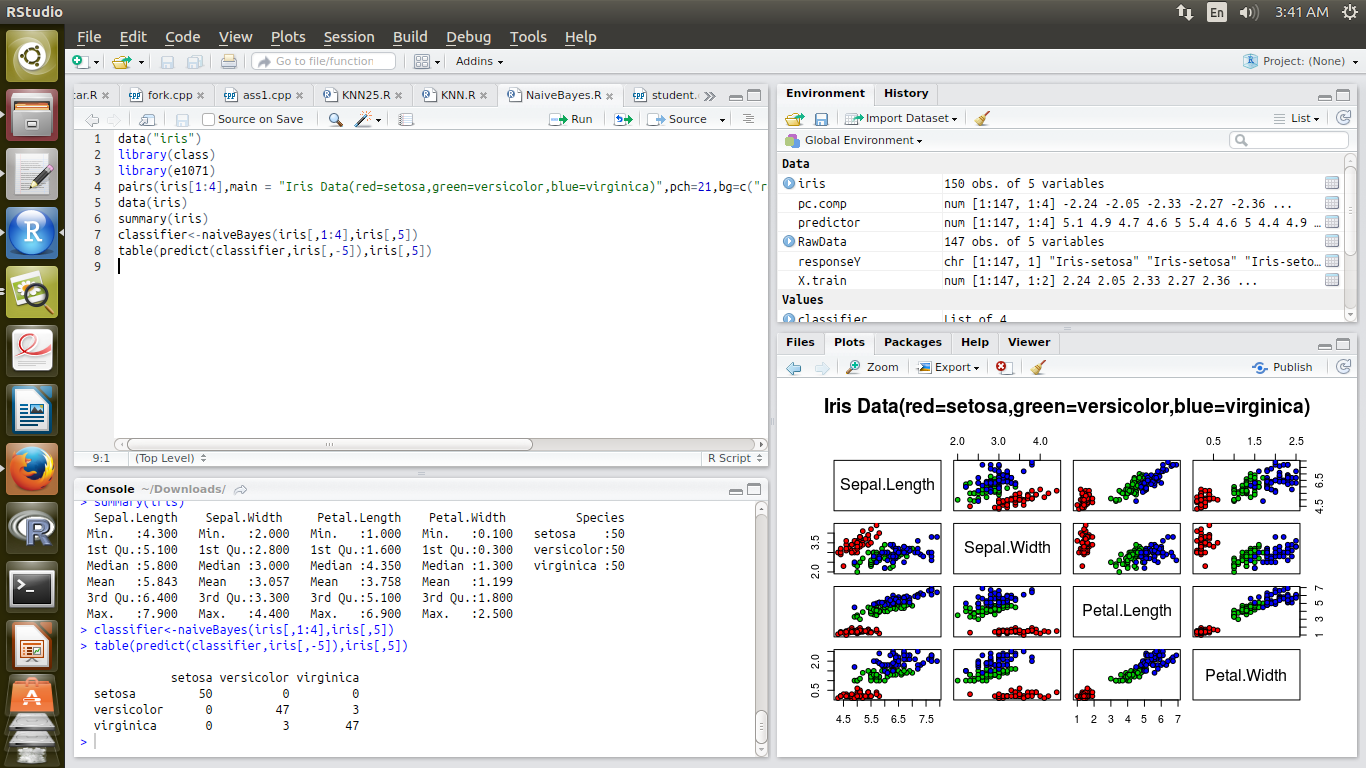 RStudio
En
3:41 AM
File Edit Code View Plots Session Build Debug Tools Help
Go to file/function
Addins
Project: (None)
tar.R
fork.cpp
ass1.cpp
KNN25.R
KNN.R
NaiveBayes.R
student.
Source on Save
Run
Source
1 data("iris")
2 library(class)
3 library(e1071)
4 pairs(iris[1:4],main = "Iris Data(red=setosa,green=versicolor,blue=virginica)",pch=21,bg=c("r
5 data(iris)
6 summary(iris)
7 classifier<-naiveBayes(iris[,1:4],iris[,5])
8 table(predict(classifier,iris[,-5]),iris[,5])
9
9:1 (Top Level) R Script
Console ~/Downloads/
> summary(iris)
Sepal.Length Sepal.Width Petal.Length Petal.Width Species
Min. :4.300 Min. :2.000 Min. :1.000 Min. :0.100 setosa :50
1st Qu.:5.100 1st Qu.:2.800 1st Qu.:1.600 1st Qu.:0.300 versicolor:50
Median :5.800 Median :3.000 Median :4.350 Median :1.300 virginica :50
Mean :5.843 Mean :3.057 Mean :3.758 Mean :1.199
3rd Qu.:6.400 3rd Qu.:3.300 3rd Qu.:5.100 3rd Qu.:1.800
Max. :7.900 Max. :4.400 Max. :6.900 Max. :2.500
> classifier<-naiveBayes(iris[,1:4],iris[,5])
> table(predict(classifier,iris[,-5]),iris[,5])
setosa versicolor virginica
setosa 50 0 0
versicolor 0 47 3
virginica 0 3 47
>
Environment History
Import Dataset
List
Global Environment
Data
iris 150 obs. of 5 variables
pc.comp num [1:147, 1:4] -2.24 -2.05 -2.33 -2.27 -2.36 ...
predictor num [1:147, 1:4] 5.1 4.9 4.7 4.6 5 5.4 4.6 5 4.4 4.9 …
RawData 147 obs. of 5 variables
responseY chr [1:147, 1] "Iris-setosa" "Iris-setosa" "Iris-seto…
X.train num [1:147, 1:2] 2.24 2.05 2.33 2.27 2.36 ...
Values
classifier List of 4
Files Plots Packages Help Viewer
Zoom
Export
Publish
Iris Data(red=setosa,green=versicolor,blue=virginica)
2.0 3.0 4.0
0.5 1.5 2.5
Sepal.Length
4.5 6.5
2.0 3.5
Sepal.Width
Petal.Length
1 3 5 7
0.5 2.0
Petal.Width
4.5 5.5 6.5 7.5
1 2 3 4 5 6 7